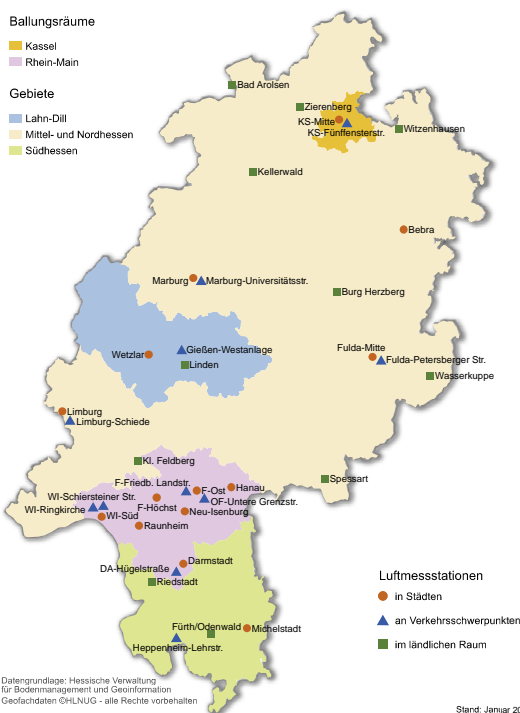 Ballungsräume
Kassel
Rhein-Main
Gebiete
Lahn-Dill
Mittel- und Nordhessen
Südhessen
Bad Arolsen
Zierenberg
KS-Mitte
KS-Fünffensterstr.
Witzenhausen
Kellerwald
Bebra
Marburg
Marburg-Universitätsstr.
Burg Herzberg
Gießen-Westanlage
Wetzlar
Linden
Fulda-Mitte
Fulda-Petersberger Str.
Wasserkuppe
Limburg
Limburg-Schiede
Kl. Feldberg
Spessart
F-Friedb. Landstr.
F-Ost
Hanau
WI-Schiersteiner Str.
OF-Untere Grenzstr.
WI-Ringkirche
F-Höchst
WI-Süd
Neu-Isenburg
Raunheim
Darmstadt
DA-Hügelstraße
Riedstadt
Fürth/Odenwald
Michelstadt
Heppenheim-Lehrstr.
Luftmessstationen
in Städten
an Verkehrsschwerpunkten
im ländlichen Raum
Datengrundlage: Hessische Verwaltung
für Bodenmanagement und Geoinformation
Geofachdaten ©HLNUG - alle Rechte vorbehalten
Stand: Januar 20